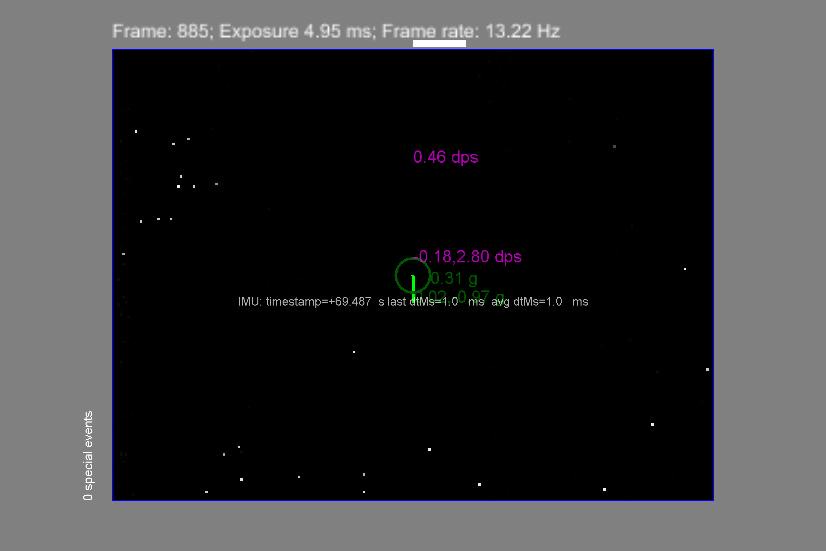 Frame: 885; Exposure 4.95 ms; Frame rate: 13.22 Hz
0.46 dps
-0.18,2.80 dps
0.31 g
0.97 g
IMU: timestamp=+69.487 s last dtMs=1.0 ms avg dtMs=1.0 ms
0 special events